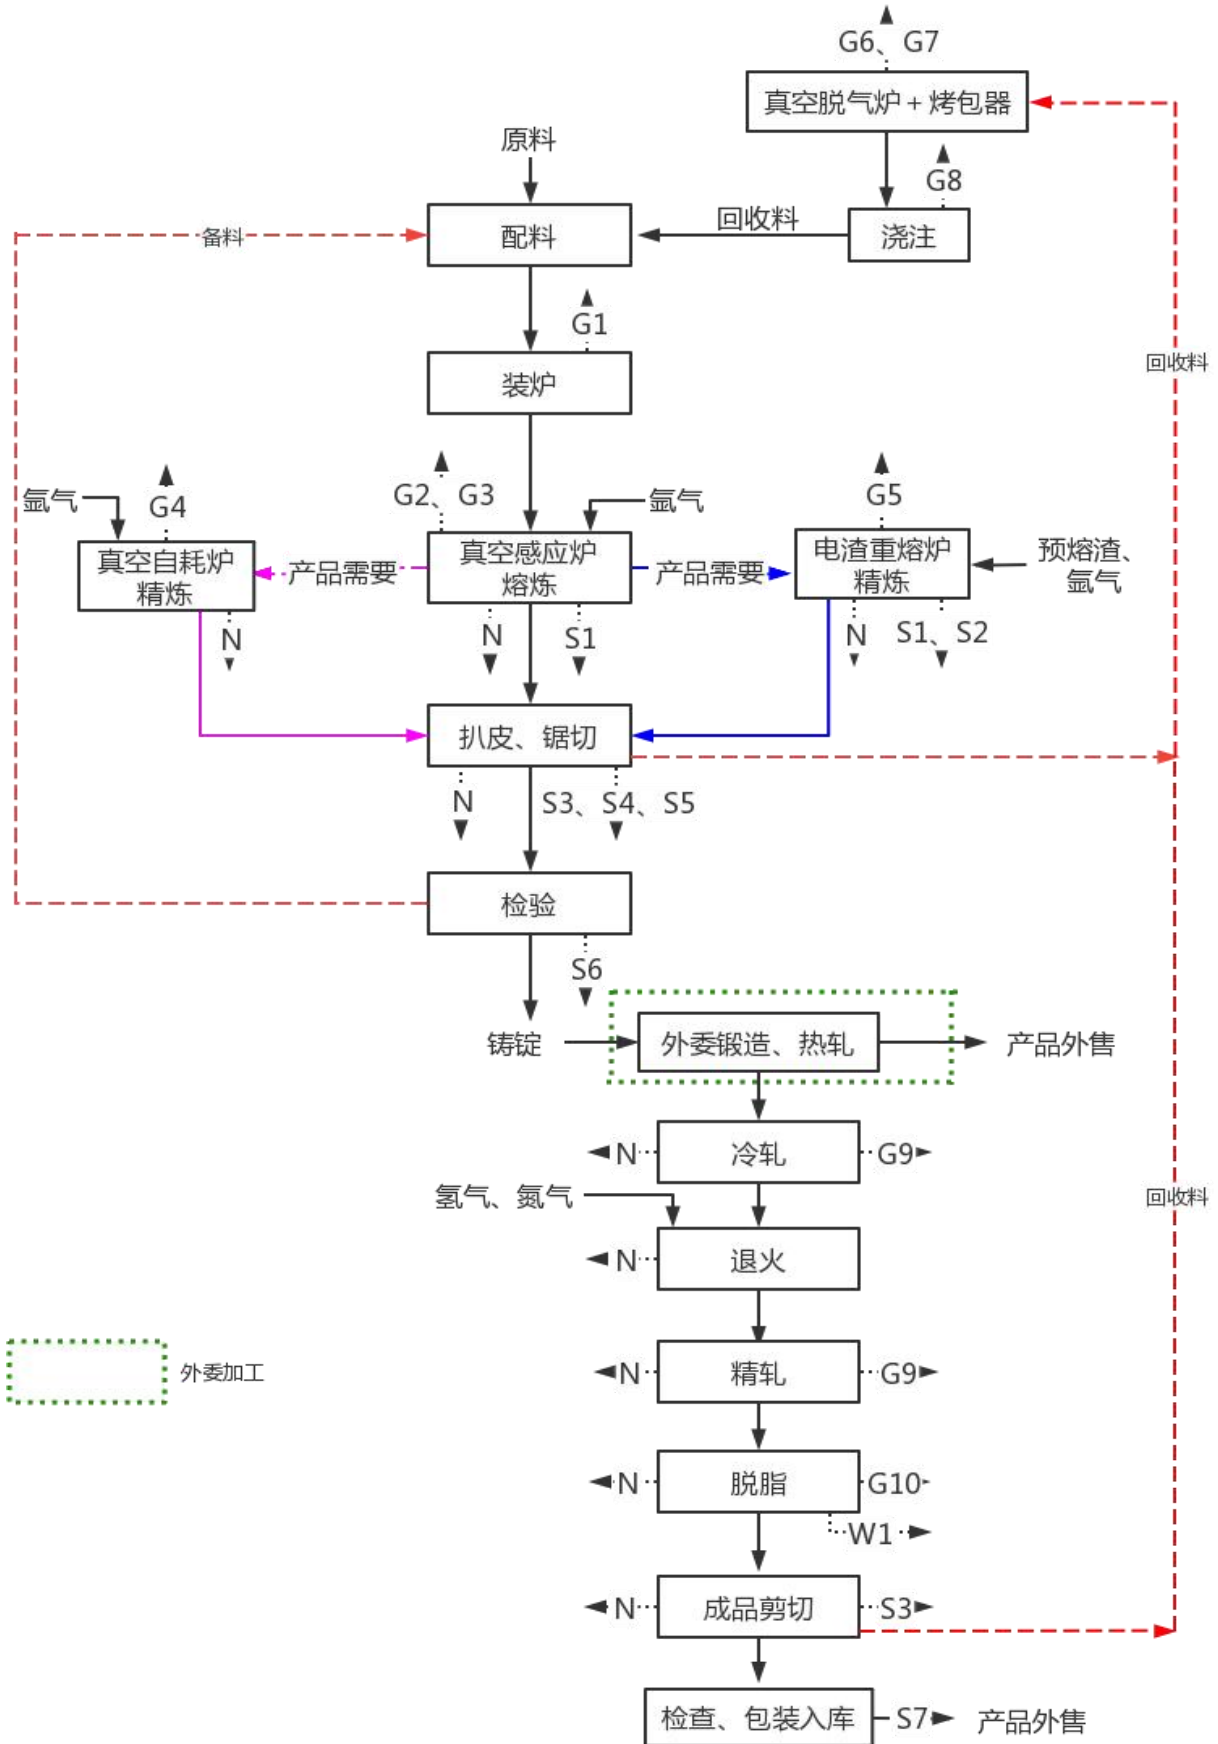 G6、G7
真空脱气炉+烤包器
原料
G8
配料
回收料
浇注
备料
G1
装炉
回收料
氩气
G4
G2、G3
氩气
G5
真空自耗炉
精炼
产品需要
真空感应炉
熔炼
产品需要
电渣重熔炉
精炼
预熔渣、
氩气
N
N
S1
N
S1、S2
扒皮、锯切
N
S3、S4、S5
检验
S6
铸锭
外委锻造、热轧
产品外售
N
冷轧
G9
氢气、氮气
回收料
N
退火
外委加工
N
精轧
G9
N
脱脂
G10
W1
N
成品剪切
S3
检查、包装入库
S7
产品外售